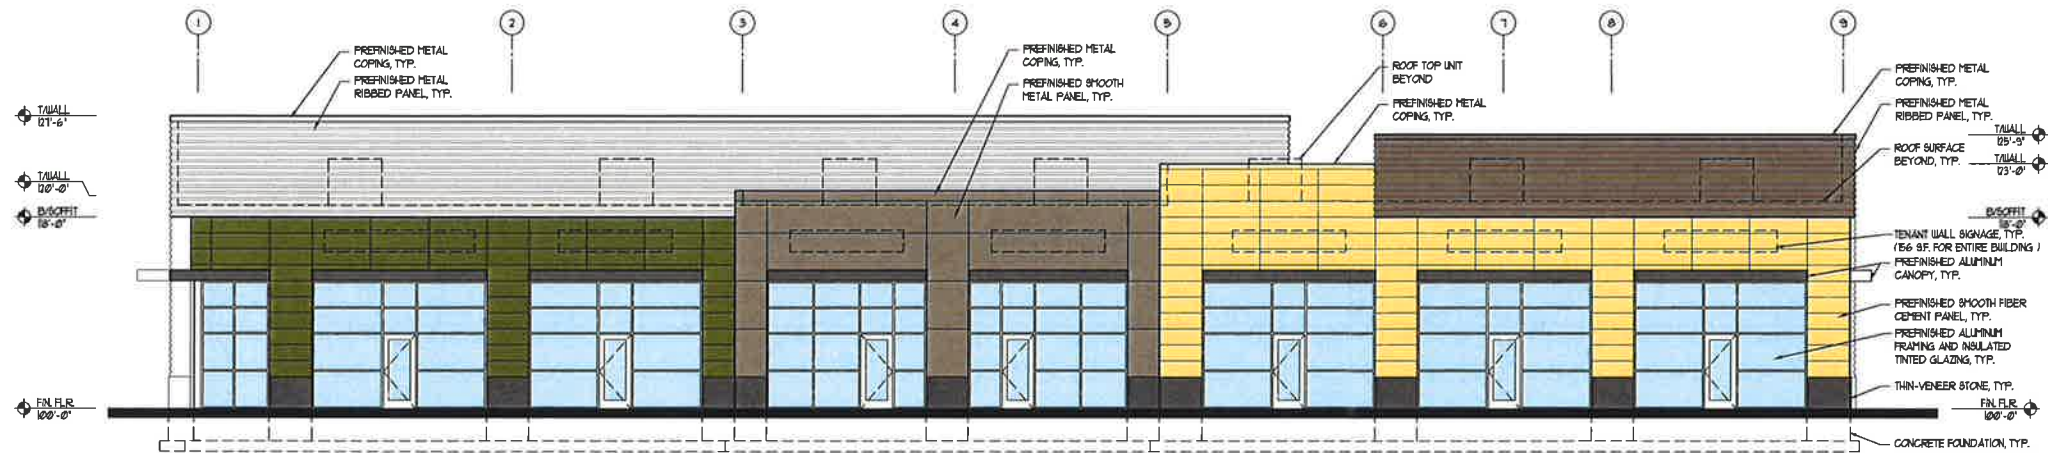 1
2
3
4
5
6
7
8
9
PREFINISHED METAL
COPING, TYP.
PREFINISHED METAL
RIBBED PANEL, TYP.
PREFINISHED METAL
COPING, TYP.
PREFINISHED SMOOTH
METAL PANEL, TYP.
ROOF TOP UNIT
BEYOND
PREFINISHED METAL
COPING, TYP.
PREFINISHED METAL
COPING, TYP.
PREFINISHED METAL
RIBBED PANEL, TYP.
ROOF SURFACE
BEYOND, TYP.
T/WALL
127'-6"
T/WALL
120'-0"
B/SOFFIT
118'-0"
FIN. FLR.
100'-0"
T/WALL
125'-9"
T/WALL
123'-0"
B/SOFFIT
118'-0"
TENANT WALL SIGNAGE, TYP.
(156 S.F. FOR ENTIRE BUILDING)
PREFINISHED ALUMINUM
CANOPY, TYP.
PREFINISHED SMOOTH FIBER
CEMENT PANEL, TYP.
PREFINISHED ALUMINUM
FRAMING AND INSULATED
TINTED GLAZING, TYP.
THIN-VENEER STONE, TYP.
FIN. FLR.
100'-0"
CONCRETE FOUNDATION, TYP.